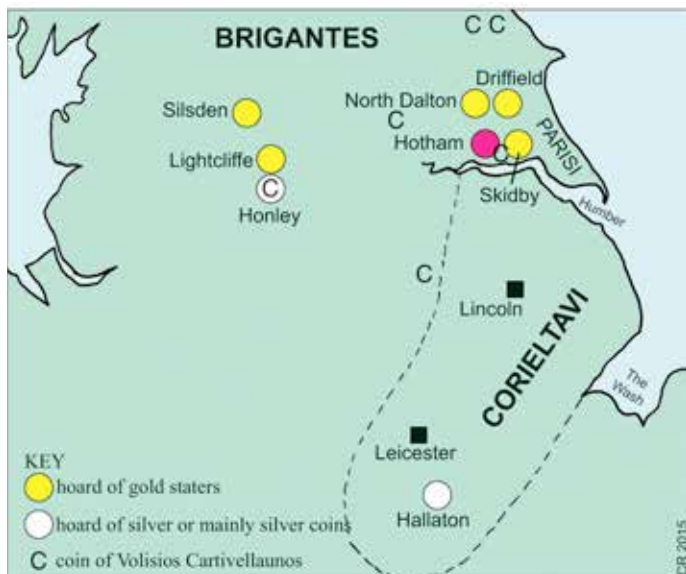 BRIGANTES
C C
Driffield
North Dalton
C
Silsden
Hotham
C
PARISI
Lightcliffe
C
Honley
Skidby
Humber
C
Lincoln
CORIELTAVI
The
Wash
Leicester
Hallaton
KEY
hoard of gold staters
hoard of silver or mainly silver coins
C coin of Volisios Cartivellaunos
CR 2015